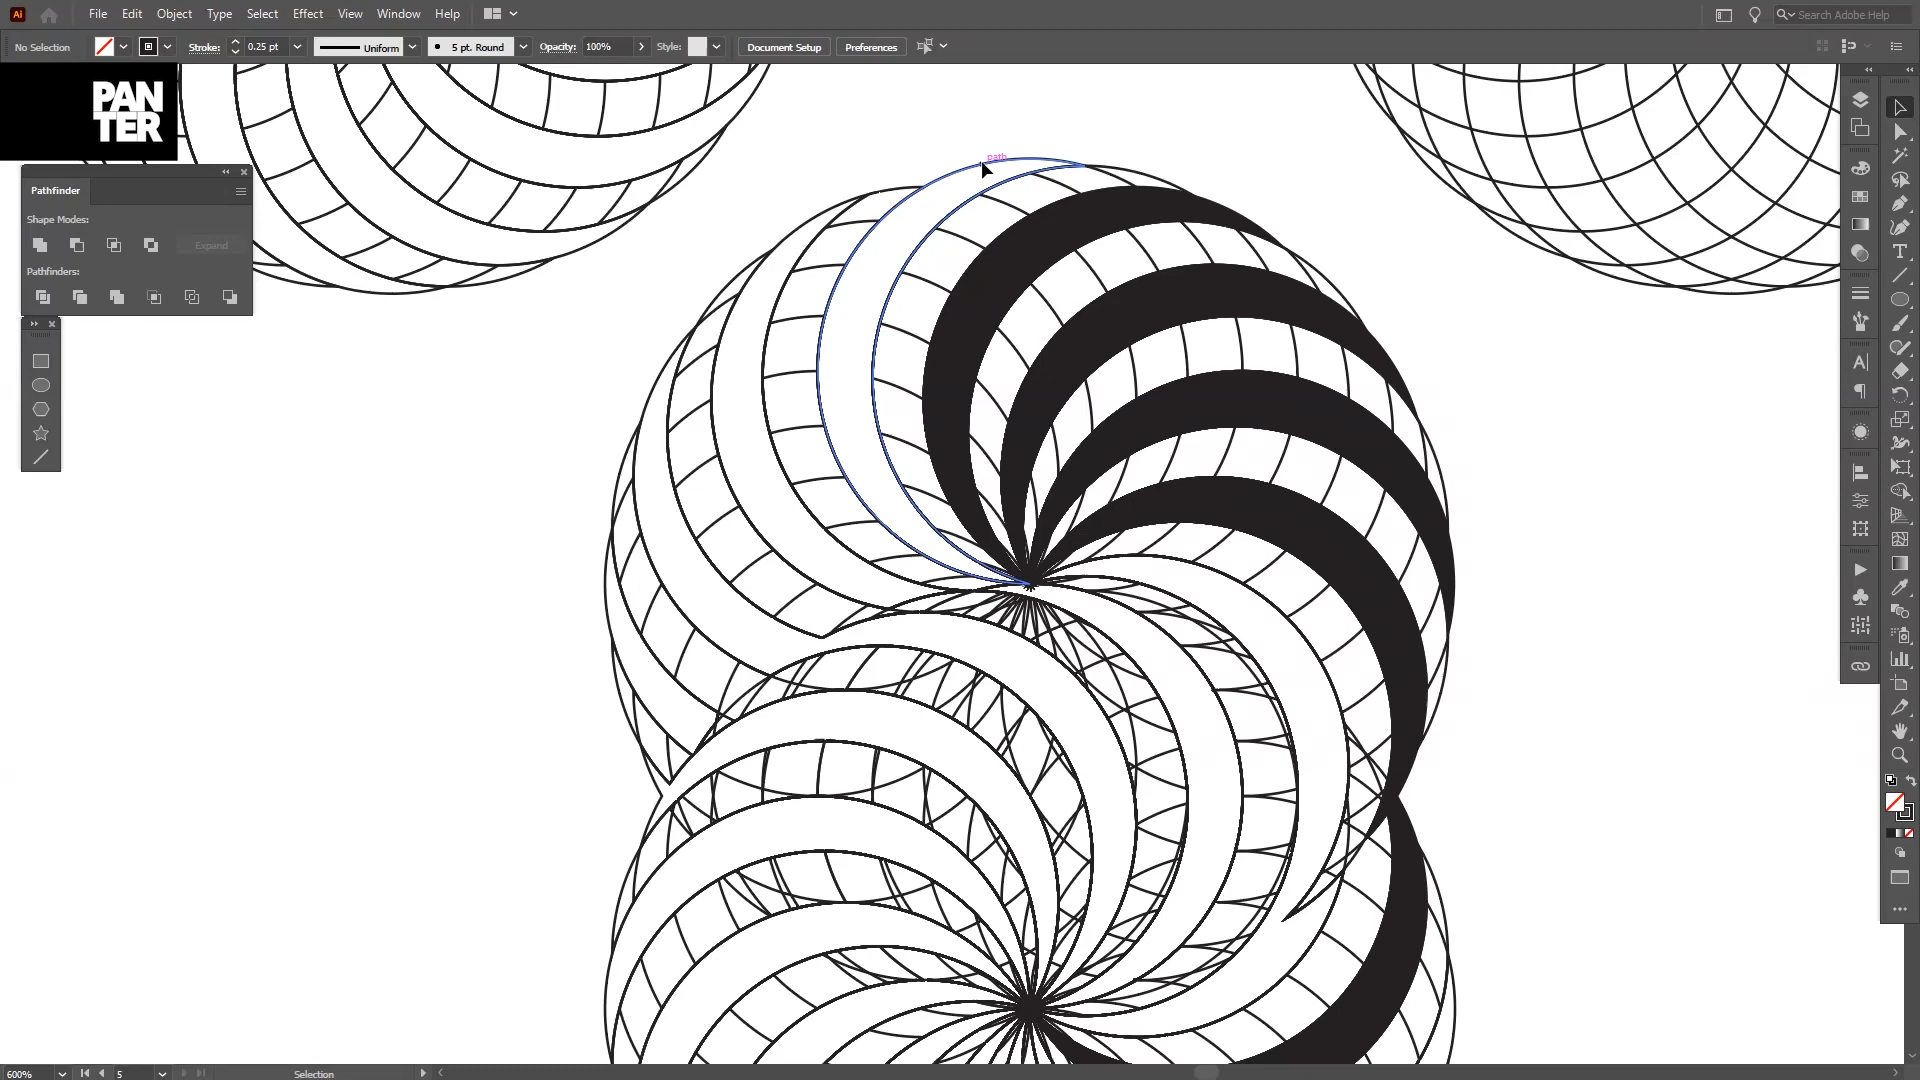 Ai File Edit Object Type Select Effect View Window Help Search Adobe Help
No Selection Stroke: 0.25 pt Uniform 5 pt. Round Opacity: 100% Style: Document Setup Preferences
PAN
TER
path
Pathfinder
Shape Modes:
Expand
Pathfinders:
600% 5 Selection